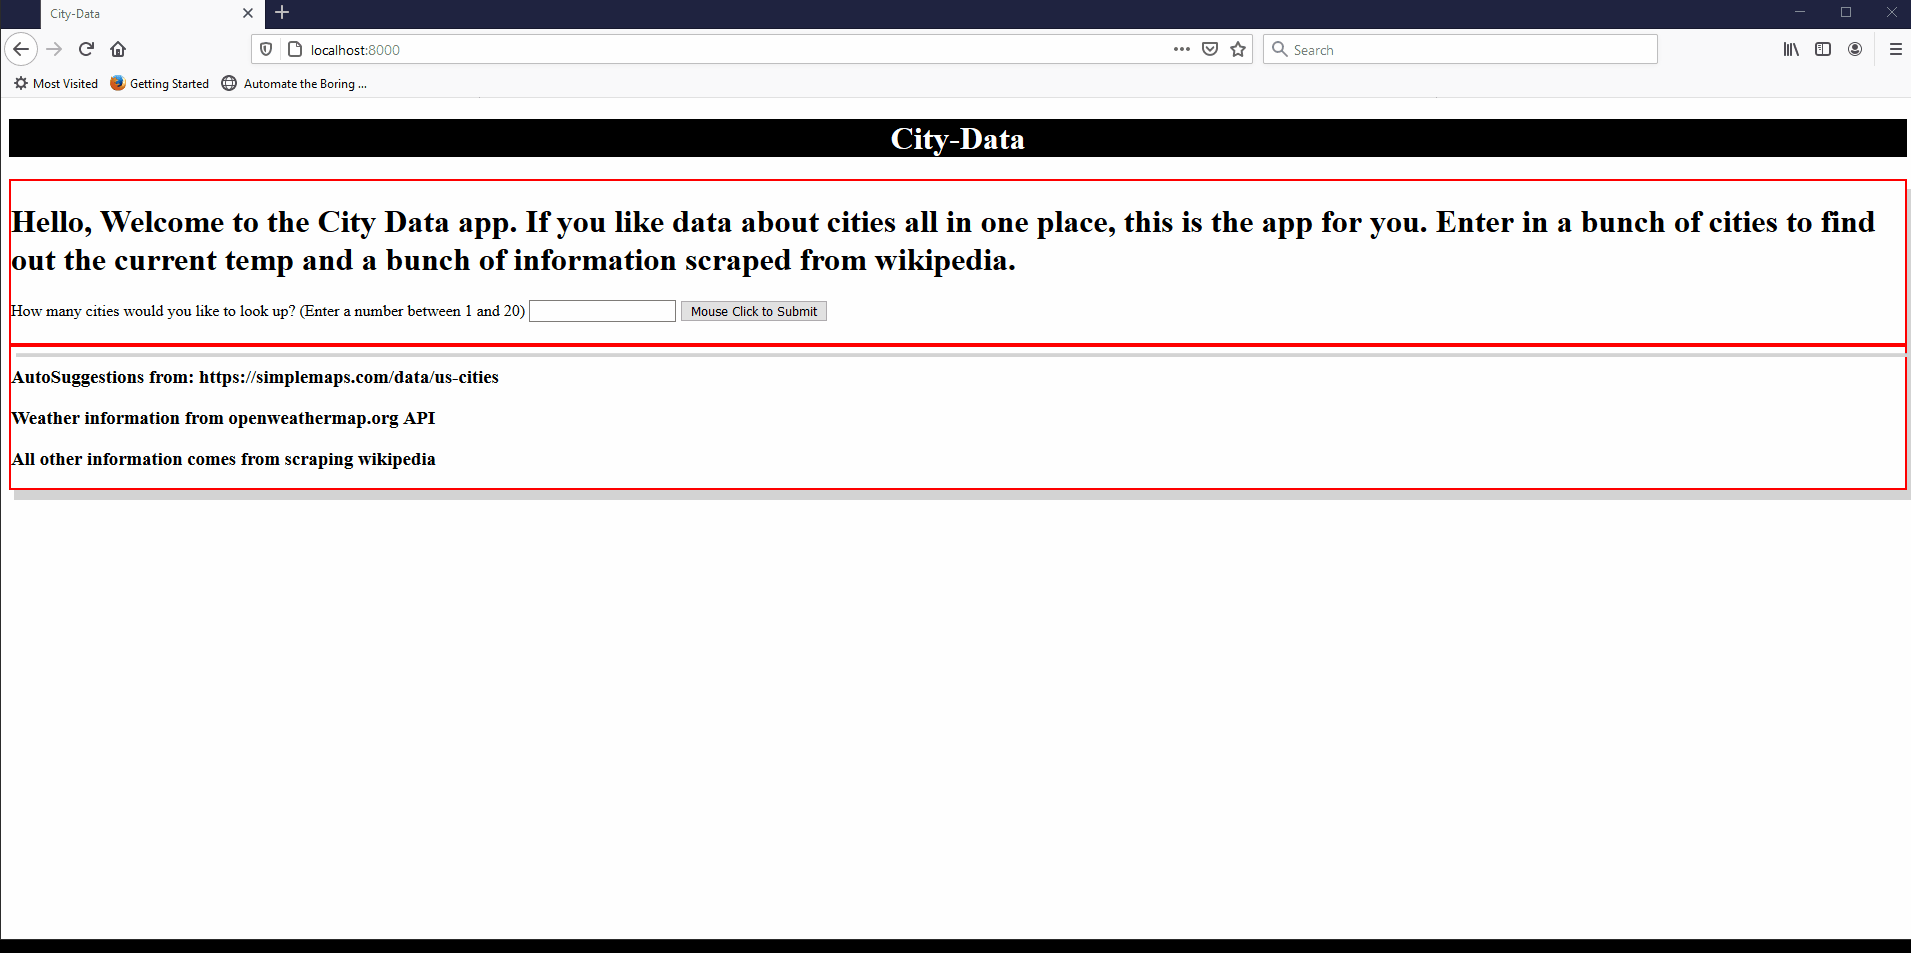 City-Data
localhost:8000
Search
Most Visited
Getting Started
Automate the Boring ...
City-Data
Hello, Welcome to the City Data app. If you like data about cities all in one place, this is the app for you. Enter in a bunch of cities to find
out the current temp and a bunch of information scraped from wikipedia.
How many cities would you like to look up? (Enter a number between 1 and 20)
Mouse Click to Submit
AutoSuggestions from: https://simplemaps.com/data/us-cities
Weather information from openweathermap.org API
All other information comes from scraping wikipedia